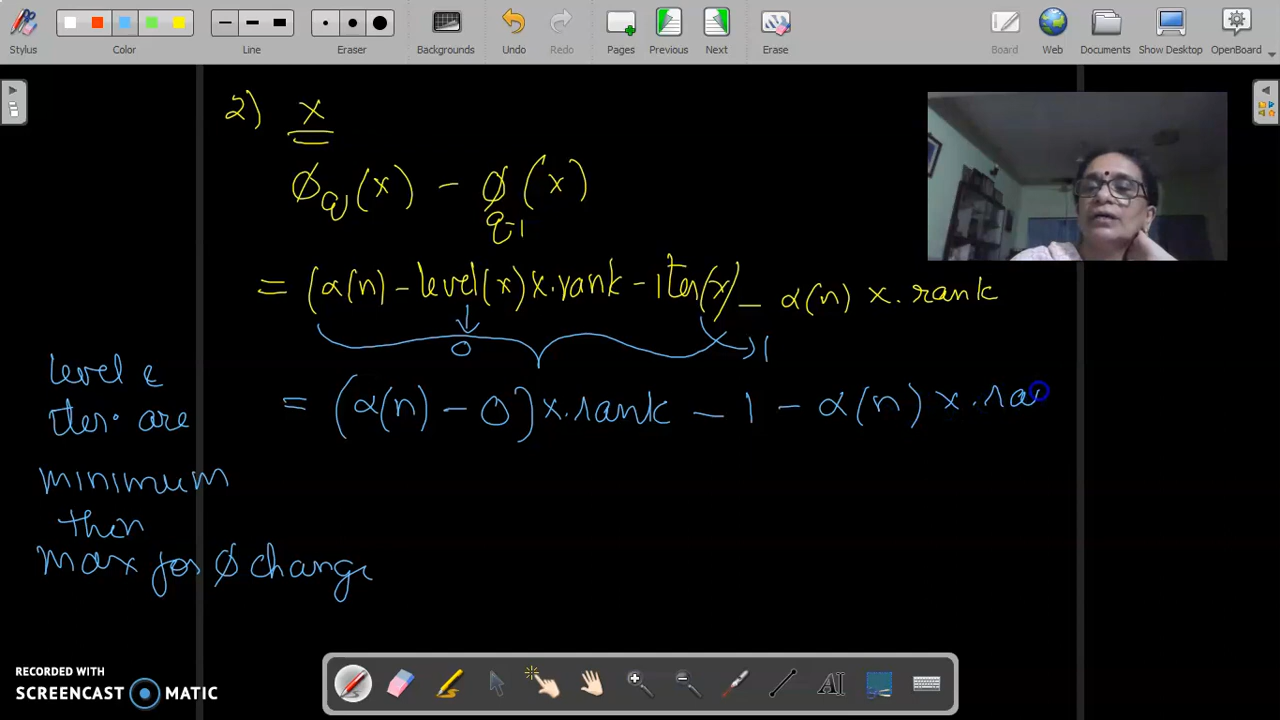 Stylus Color Line Eraser Backgrounds Undo Redo Pages Previous Next Erase Board Web Documents Show Desktop OpenBoard
2) x
φq(x) - φq-1(x)
= (α(n) - level(x)x.rank - iter(x) - α(n) x.rank
0 1
= (α(n) - 0) x.rank - 1 - α(n) x.ra
level &
iter. are
minimum
then
max for φ change
RECORDED WITH
SCREENCAST MATIC